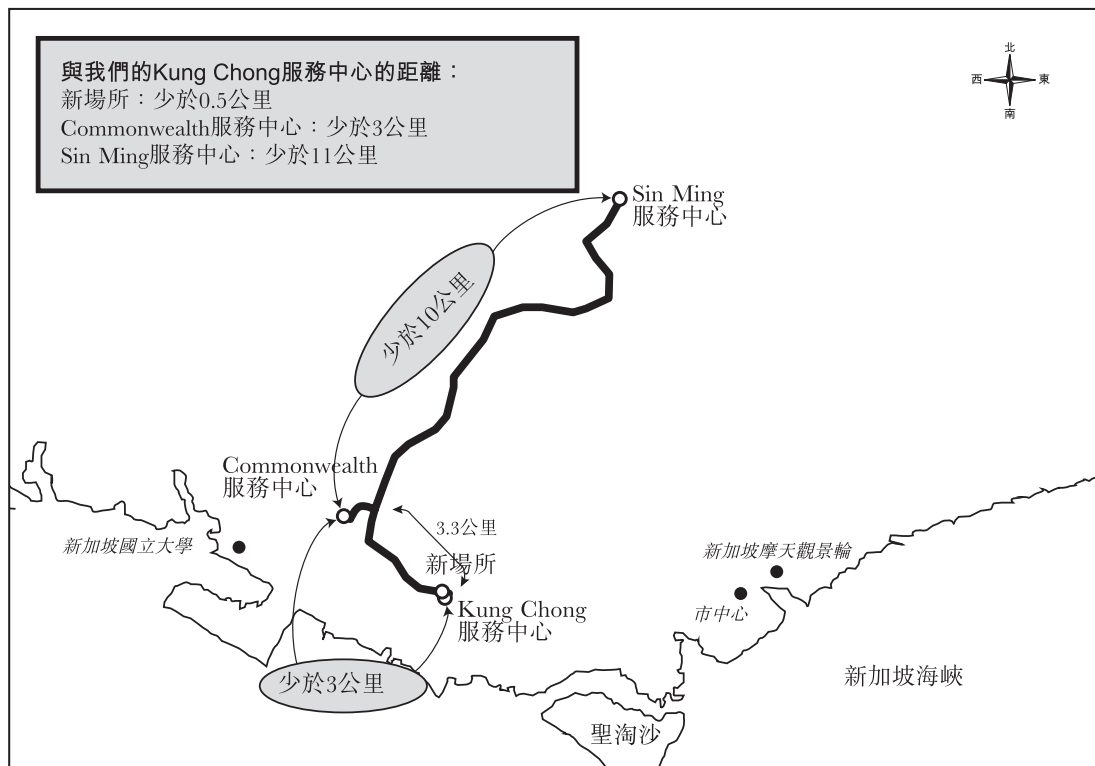 與我們的Kung Chong服務中心的距離：
新場所：少於0.5公里
Commonwealth服務中心：少於3公里
Sin Ming服務中心：少於11公里
北
西
東
南
Sin Ming
服務中心
少於10公里
Commonwealth
服務中心
3.3公里
新加坡國立大學
新場所
新加坡摩天觀景輪
Kung Chong
服務中心
市中心
少於3公里
新加坡海峽
聖淘沙